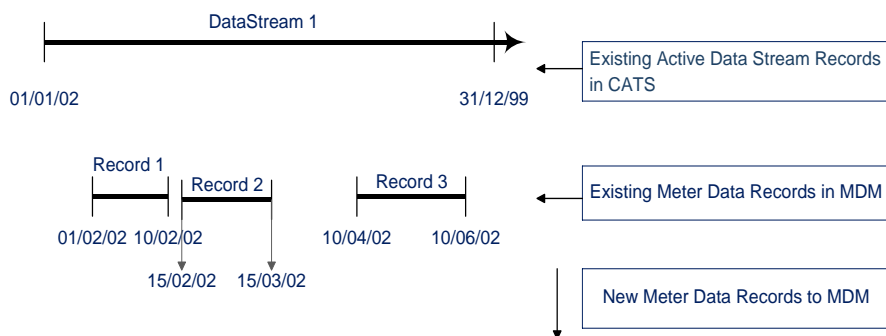 DataStream 1
01/01/02
31/12/99
Existing Active Data Stream Records
in CATS
Record 1
Record 2
Record 3
01/02/02
10/02/02
10/04/02
10/06/02
15/02/02
15/03/02
Existing Meter Data Records in MDM
New Meter Data Records to MDM